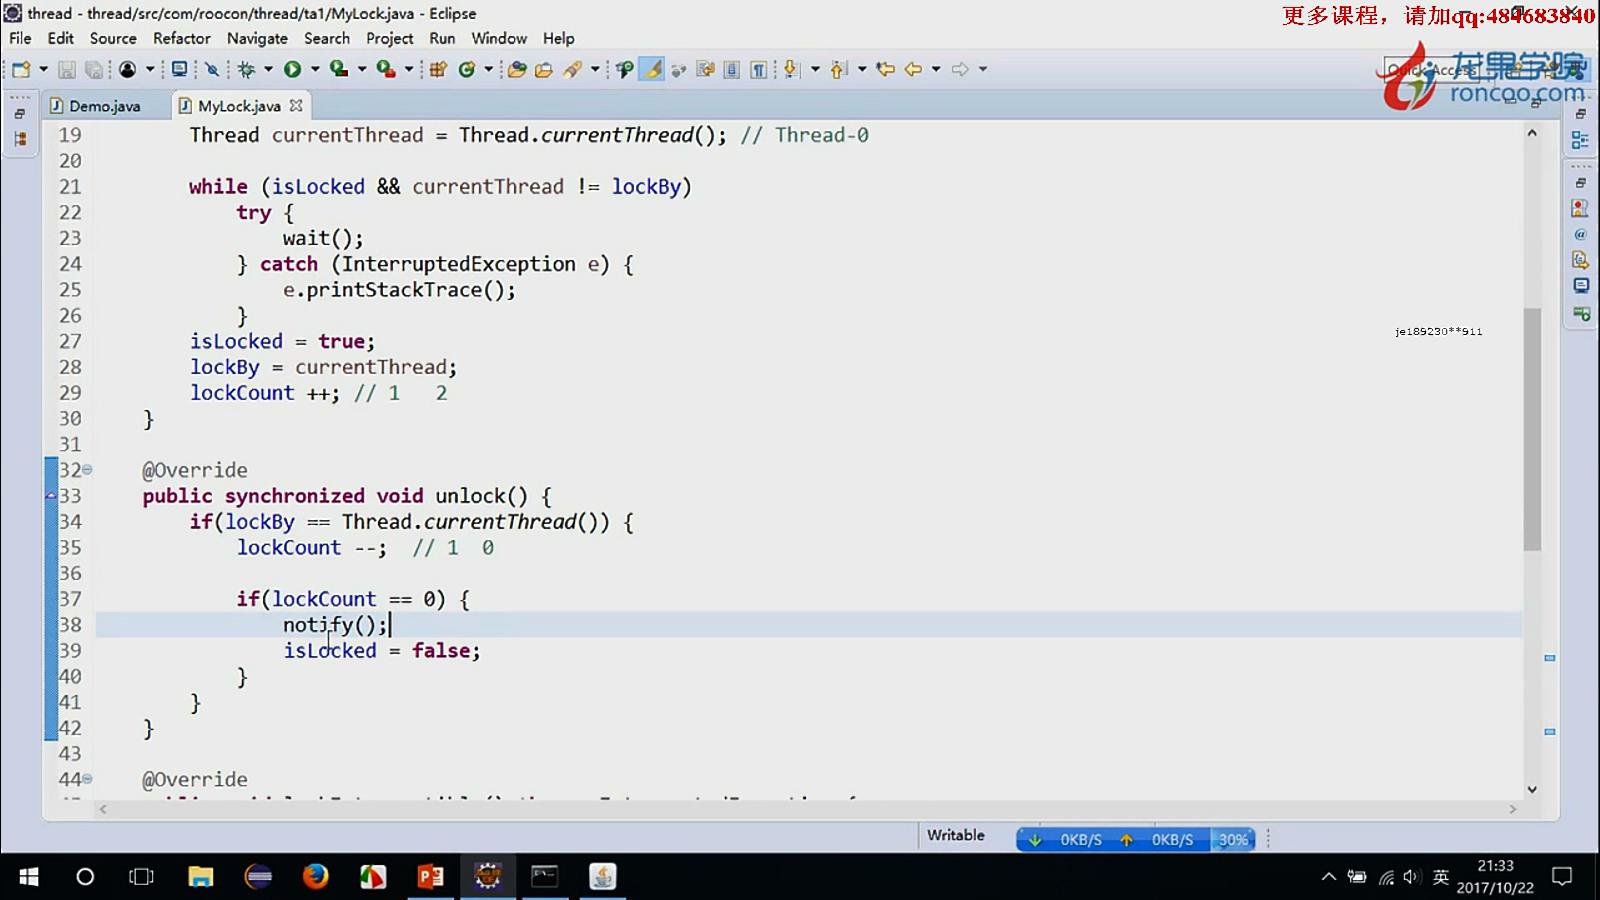 thread - thread/src/com/roocon/thread/ta1/MyLock.java - Eclipse
更多课程，请加qq:484683840
File Edit Source Refactor Navigate Search Project Run Window Help
Quick Access
龙果学院
roncoo.com
Demo.java MyLock.java
19 Thread currentThread = Thread.currentThread(); // Thread-0
20
21 while (isLocked && currentThread != lockBy)
22 try {
23 wait();
24 } catch (InterruptedException e) {
25 e.printStackTrace();
26 }
27 isLocked = true;
28 lockBy = currentThread;
29 lockCount ++; // 1 2
30 }
31
32 @Override
33 public synchronized void unlock() {
34 if(lockBy == Thread.currentThread()) {
35 lockCount --; // 1 0
36
37 if(lockCount == 0) {
38 notify();
39 isLocked = false;
40 }
41 }
42 }
43
44 @Override
je189230**911
Writable
0KB/S 0KB/S 30%
英
21:33
2017/10/22